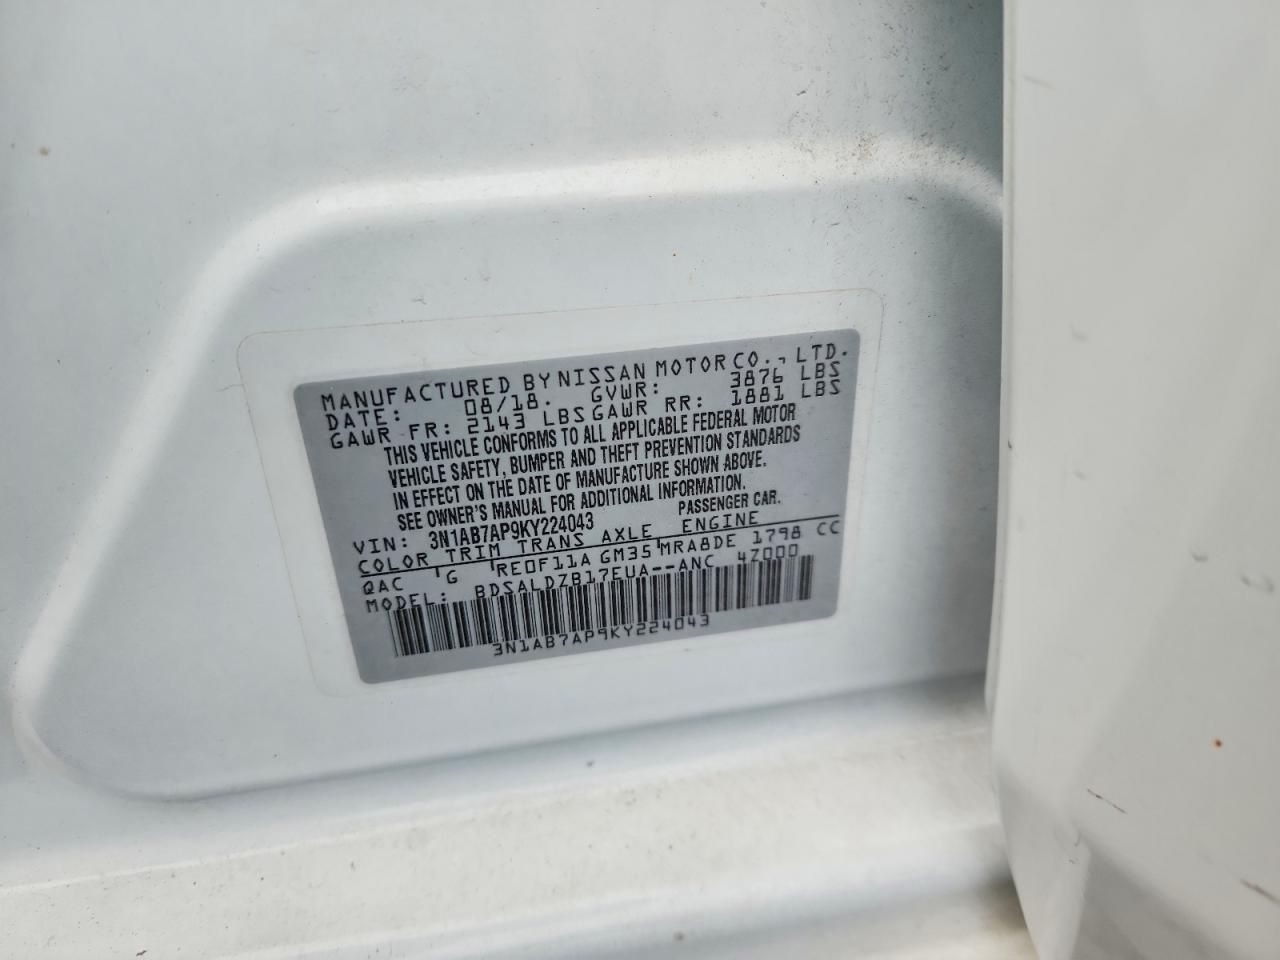 MANUFACTURED BY NISSAN MOTOR CO., LTD.
DATE: 08/18. GVWR: 3876 LBS
GAWR FR: 2143 LBS GAWR RR: 1881 LBS
THIS VEHICLE CONFORMS TO ALL APPLICABLE FEDERAL MOTOR
VEHICLE SAFETY, BUMPER AND THEFT PREVENTION STANDARDS
IN EFFECT ON THE DATE OF MANUFACTURE SHOWN ABOVE.
SEE OWNER'S MANUAL FOR ADDITIONAL INFORMATION.
VIN: 3N1AB7AP9KY224043 PASSENGER CAR.
COLOR TRIM TRANS AXLE ENGINE
QAC G RE0F11A GM35 MRA8DE 1798 CC
MODEL: BDSALDZB17EUA--ANC 4Z000
3N1AB7AP9KY224043